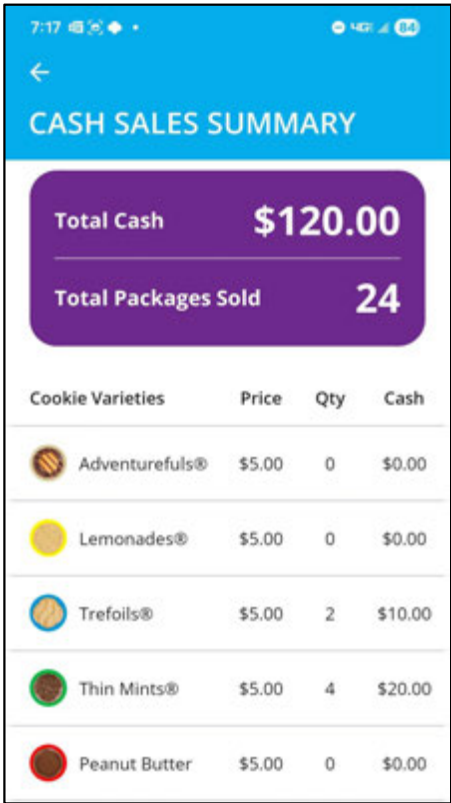 7:17
4G 84
CASH SALES SUMMARY
Total Cash $120.00
Total Packages Sold 24
Cookie Varieties Price Qty Cash
Adventurefuls® $5.00 0 $0.00
Lemonades® $5.00 0 $0.00
Trefoils® $5.00 2 $10.00
Thin Mints® $5.00 4 $20.00
Peanut Butter $5.00 0 $0.00